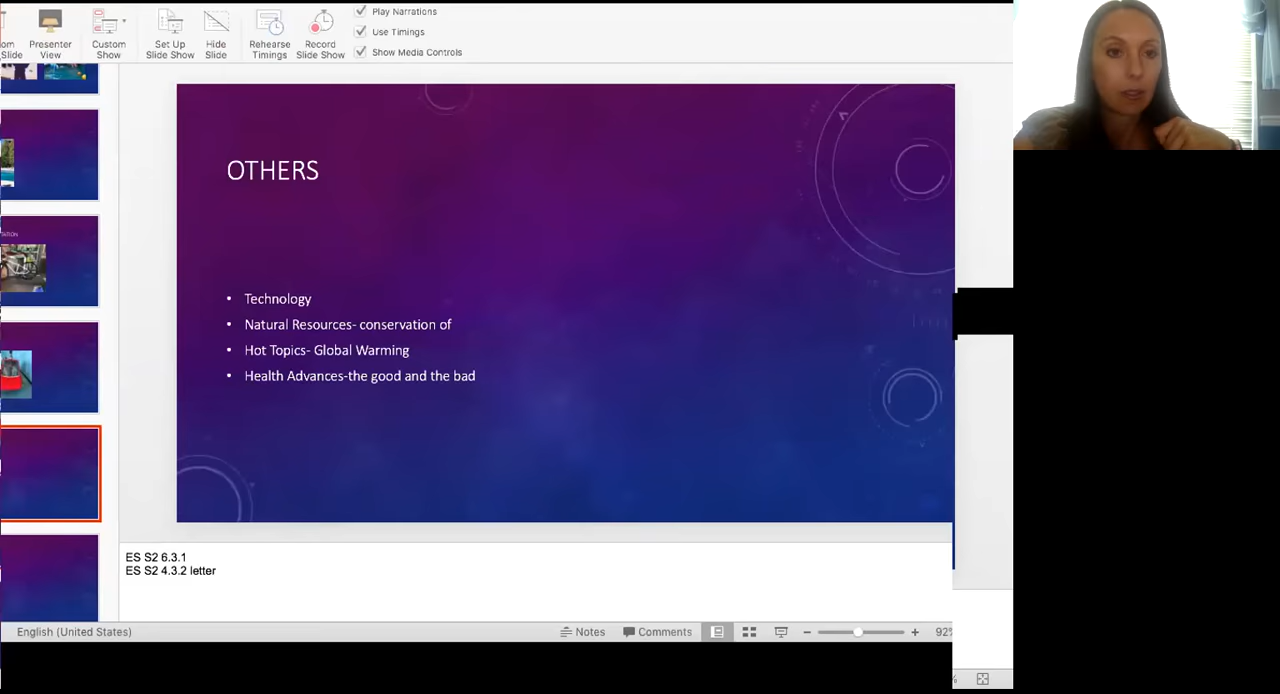 Slide
Presenter
View
Custom
Show
Set Up
Slide Show
Hide
Slide
Rehearse
Timings
Record
Slide Show
Play Narrations
Use Timings
Show Media Controls
OTHERS
• Technology
• Natural Resources- conservation of
• Hot Topics- Global Warming
• Health Advances-the good and the bad
ES S2 6.3.1
ES S2 4.3.2 letter
English (United States)
Notes
Comments
92%